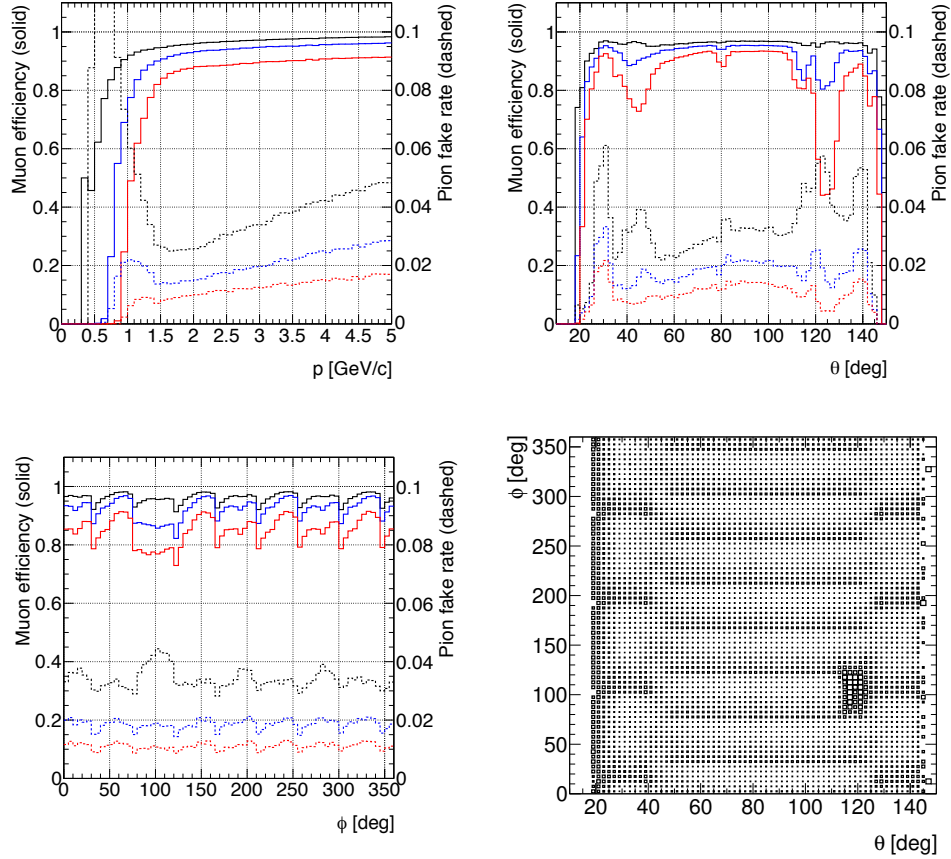 Muon efficiency (solid)
1
0.8
0.6
0.4
0.2
0
0 0.5 1 1.5 2 2.5 3 3.5 4 4.5 5
p [GeV/c]
0.1
0.08
0.06
0.04
0.02
0
Pion fake rate (dashed)
Muon efficiency (solid)
1
0.8
0.6
0.4
0.2
0
20 40 60 80 100 120 140
θ [deg]
0.1
0.08
0.06
0.04
0.02
0
Pion fake rate (dashed)
Muon efficiency (solid)
1
0.8
0.6
0.4
0.2
0
0 50 100 150 200 250 300 350
ϕ [deg]
0.1
0.08
0.06
0.04
0.02
0
Pion fake rate (dashed)
ϕ [deg]
350
300
250
200
150
100
50
0
20 40 60 80 100 120 140
θ [deg]